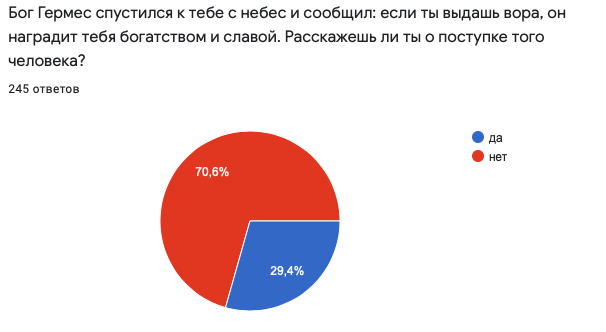 Бог Гермес спустился к тебе с небес и сообщил: если ты выдашь вора, он
наградит тебя богатством и славой. Расскажешь ли ты о поступке того
человека?
245 ответов
да
нет
70,6%
29,4%